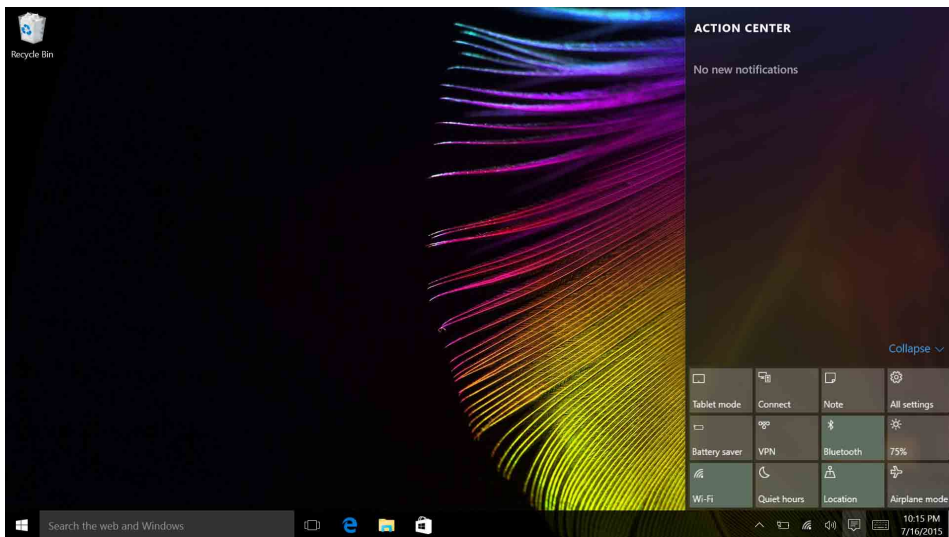 Recycle Bin
ACTION CENTER
No new notifications
Collapse
Tablet mode Connect Note All settings
Battery saver VPN Bluetooth 75%
Wi-Fi Quiet hours Location Airplane mode
Search the web and Windows
10:15 PM
7/16/2015